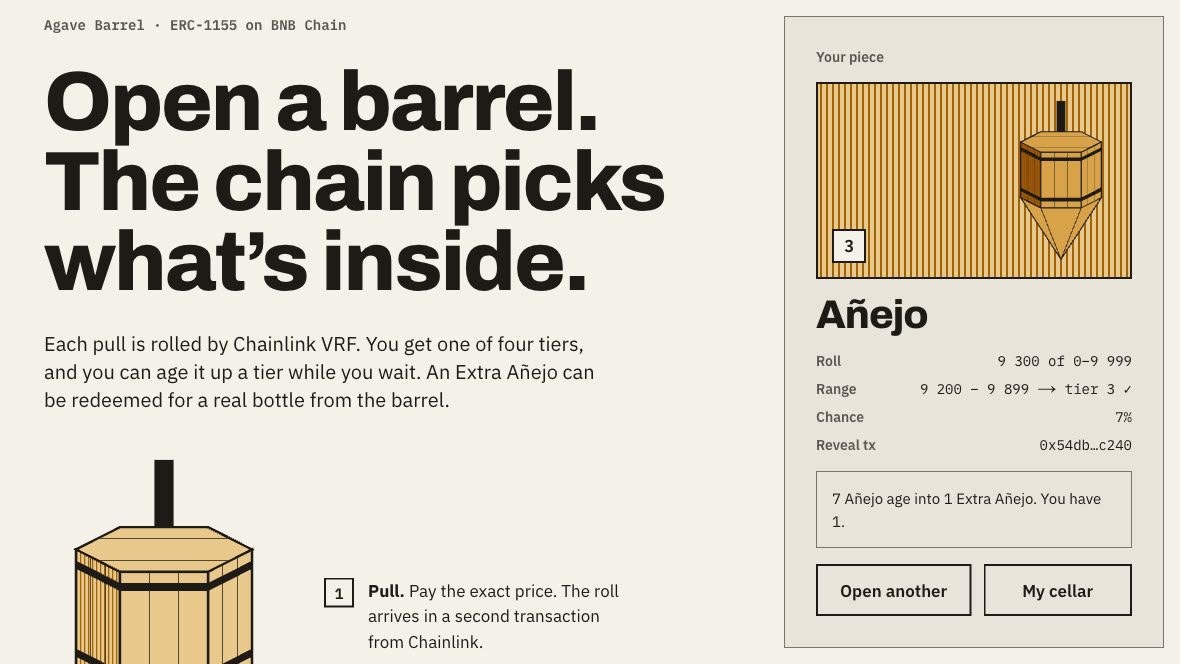 Agave Barrel · ERC-1155 on BNB Chain
Open a barrel.
The chain picks
what’s inside.
Each pull is rolled by Chainlink VRF. You get one of four tiers,
and you can age it up a tier while you wait. An Extra Añejo can
be redeemed for a real bottle from the barrel.
1
Pull. Pay the exact price. The roll
arrives in a second transaction
from Chainlink.
Your piece
3
Añejo
Roll 9 300 of 0–9 999
Range 9 200 – 9 899 ⟶ tier 3 ✓
Chance 7%
Reveal tx 0x54db…c240
7 Añejo age into 1 Extra Añejo. You have
1.
Open another My cellar